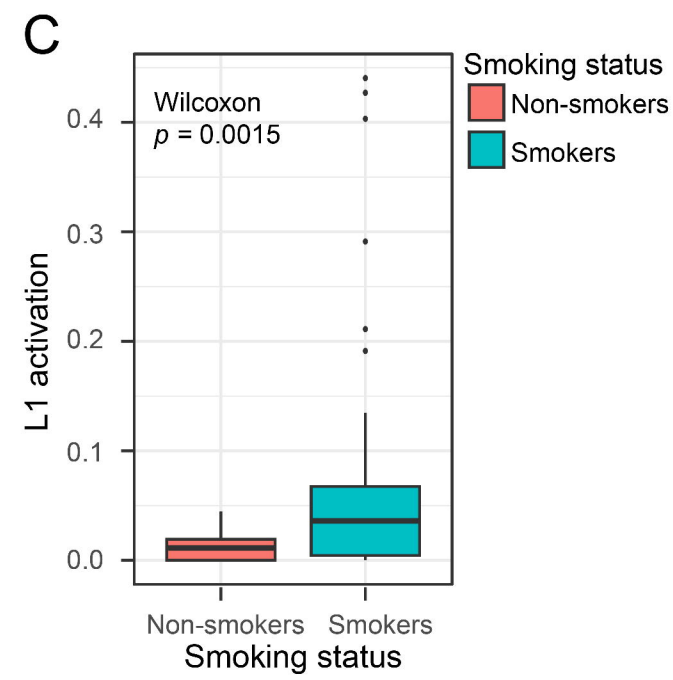 C
Wilcoxon
p = 0.0015
Smoking status
Non-smokers
Smokers
L1 activation
0.4
0.3
0.2
0.1
0.0
Non-smokers Smokers
Smoking status